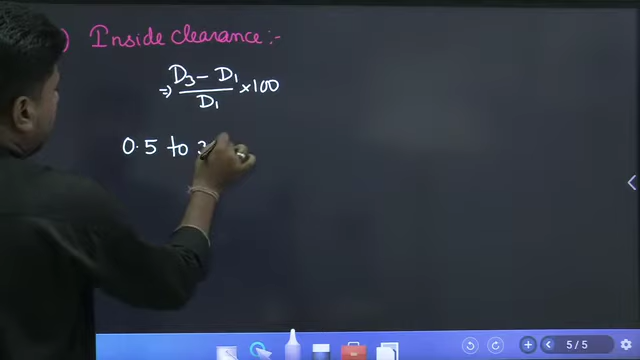 ) Inside clearance:-
⇒ D₃ - D₁ / D₁ × 100
0.5 to
5 / 5